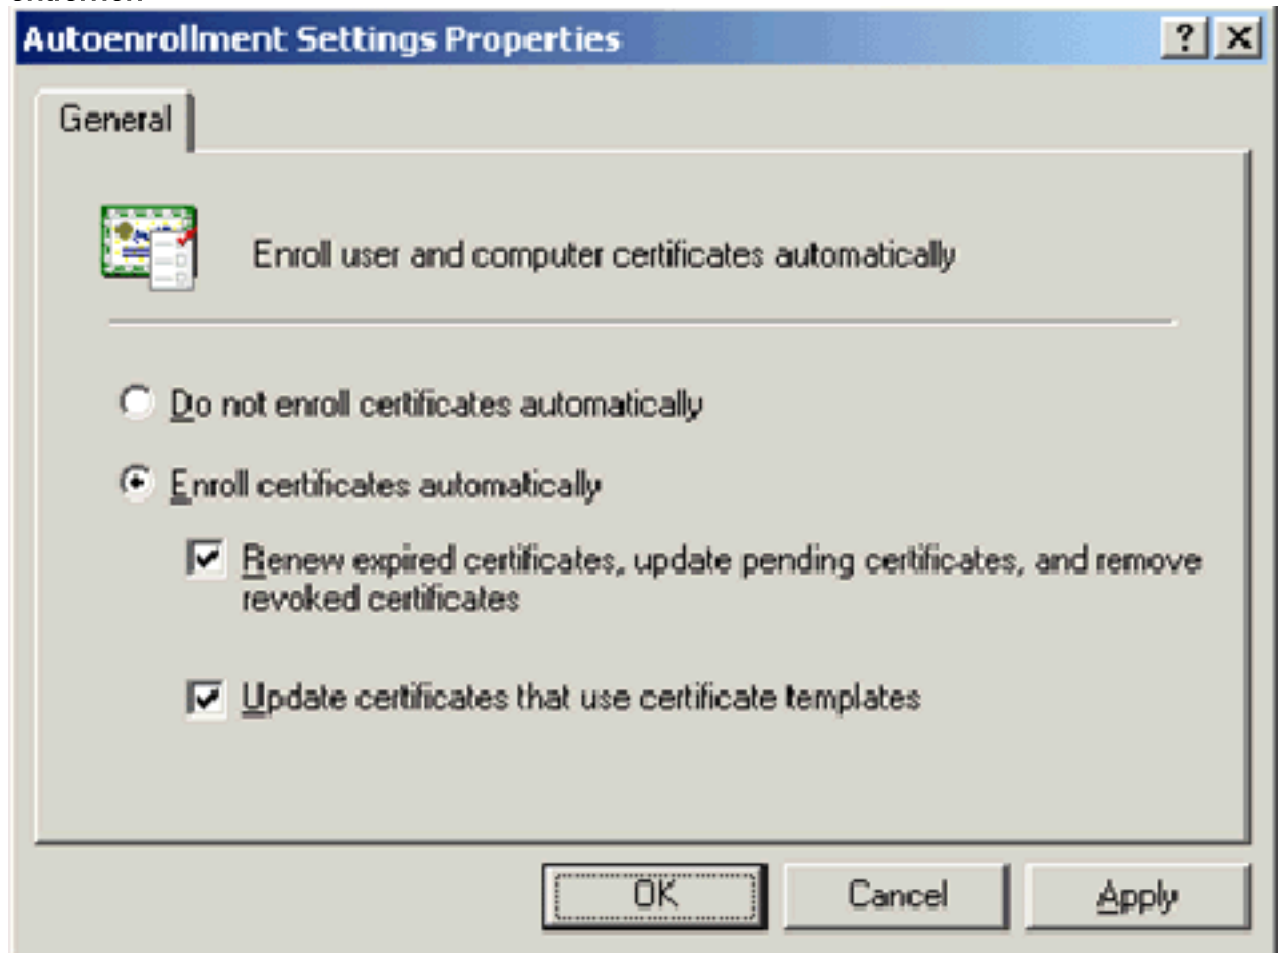 Autoenrollment Settings Properties
General
Enroll user and computer certificates automatically
Do not enroll certificates automatically
Enroll certificates automatically
Renew expired certificates, update pending certificates, and remove
revoked certificates
Update certificates that use certificate templates
OK Cancel Apply